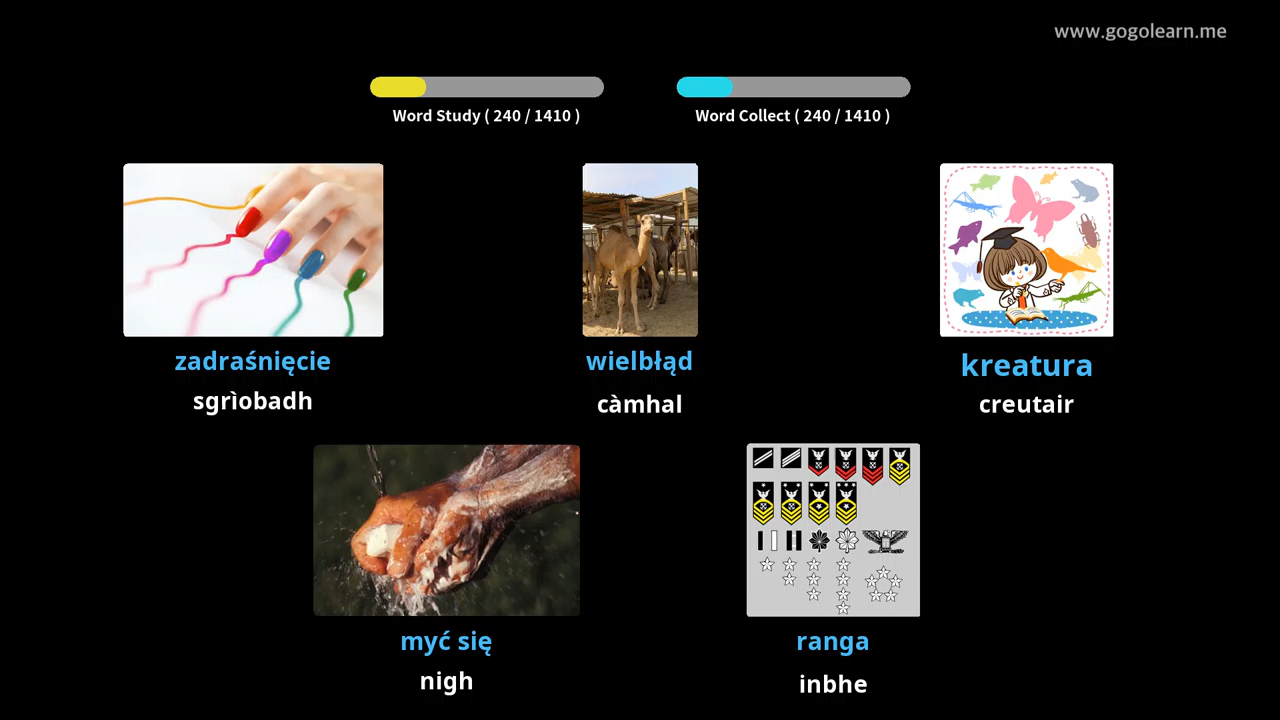 www.gogolearn.me
Word Study ( 240 / 1410 )
Word Collect ( 240 / 1410 )
zadraśnięcie
sgrìobadh
wielbłąd
càmhal
kreatura
creutair
myć się
nigh
ranga
inbhe